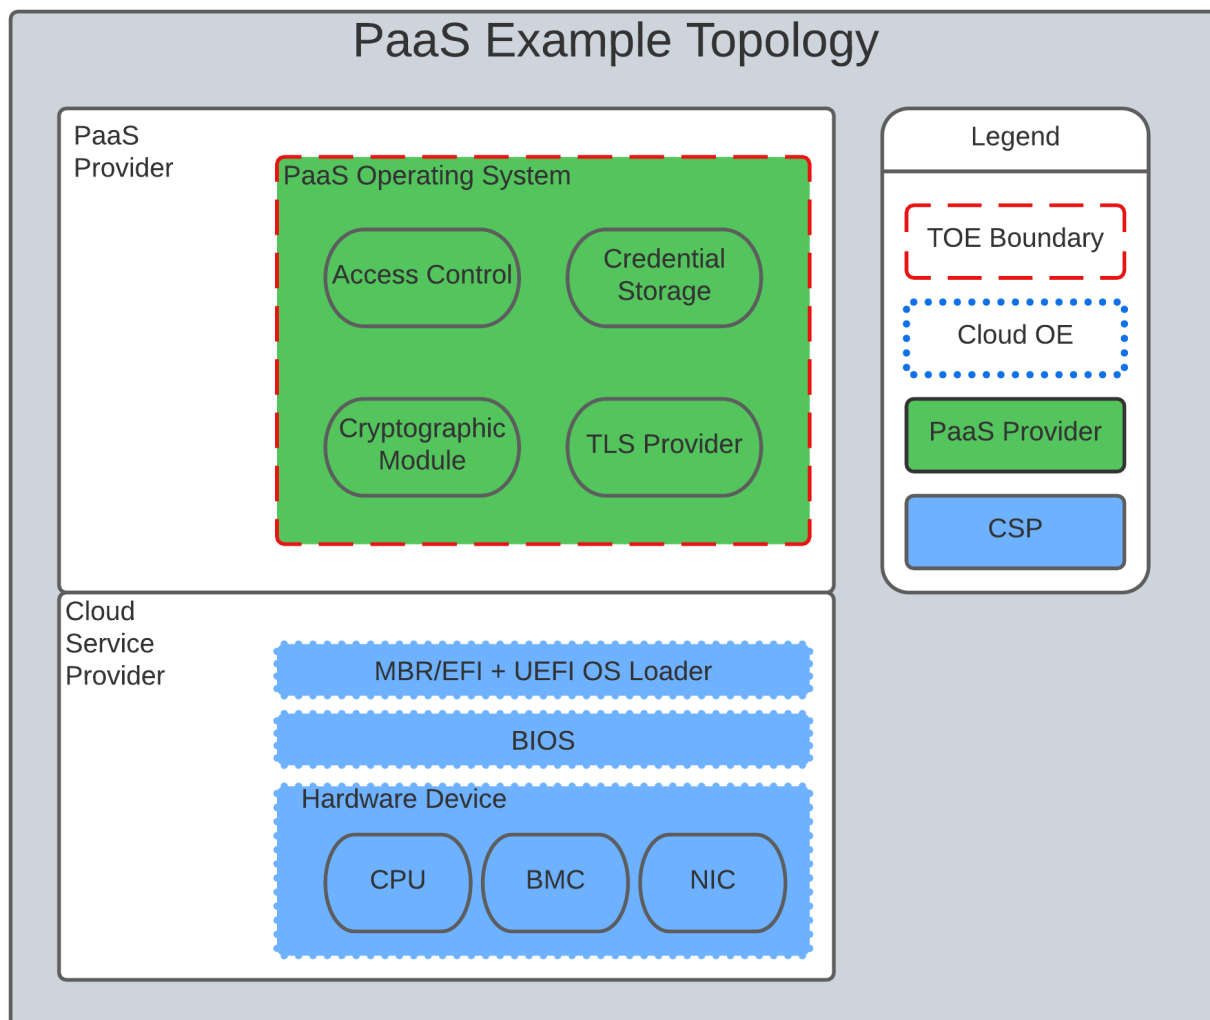 PaaS Example Topology
PaaS
Provider
PaaS Operating System
Access Control
Credential
Storage
Cryptographic
Module
TLS Provider
Cloud
Service
Provider
MBR/EFI + UEFI OS Loader
BIOS
Hardware Device
CPU
BMC
NIC
Legend
TOE Boundary
Cloud OE
PaaS Provider
CSP